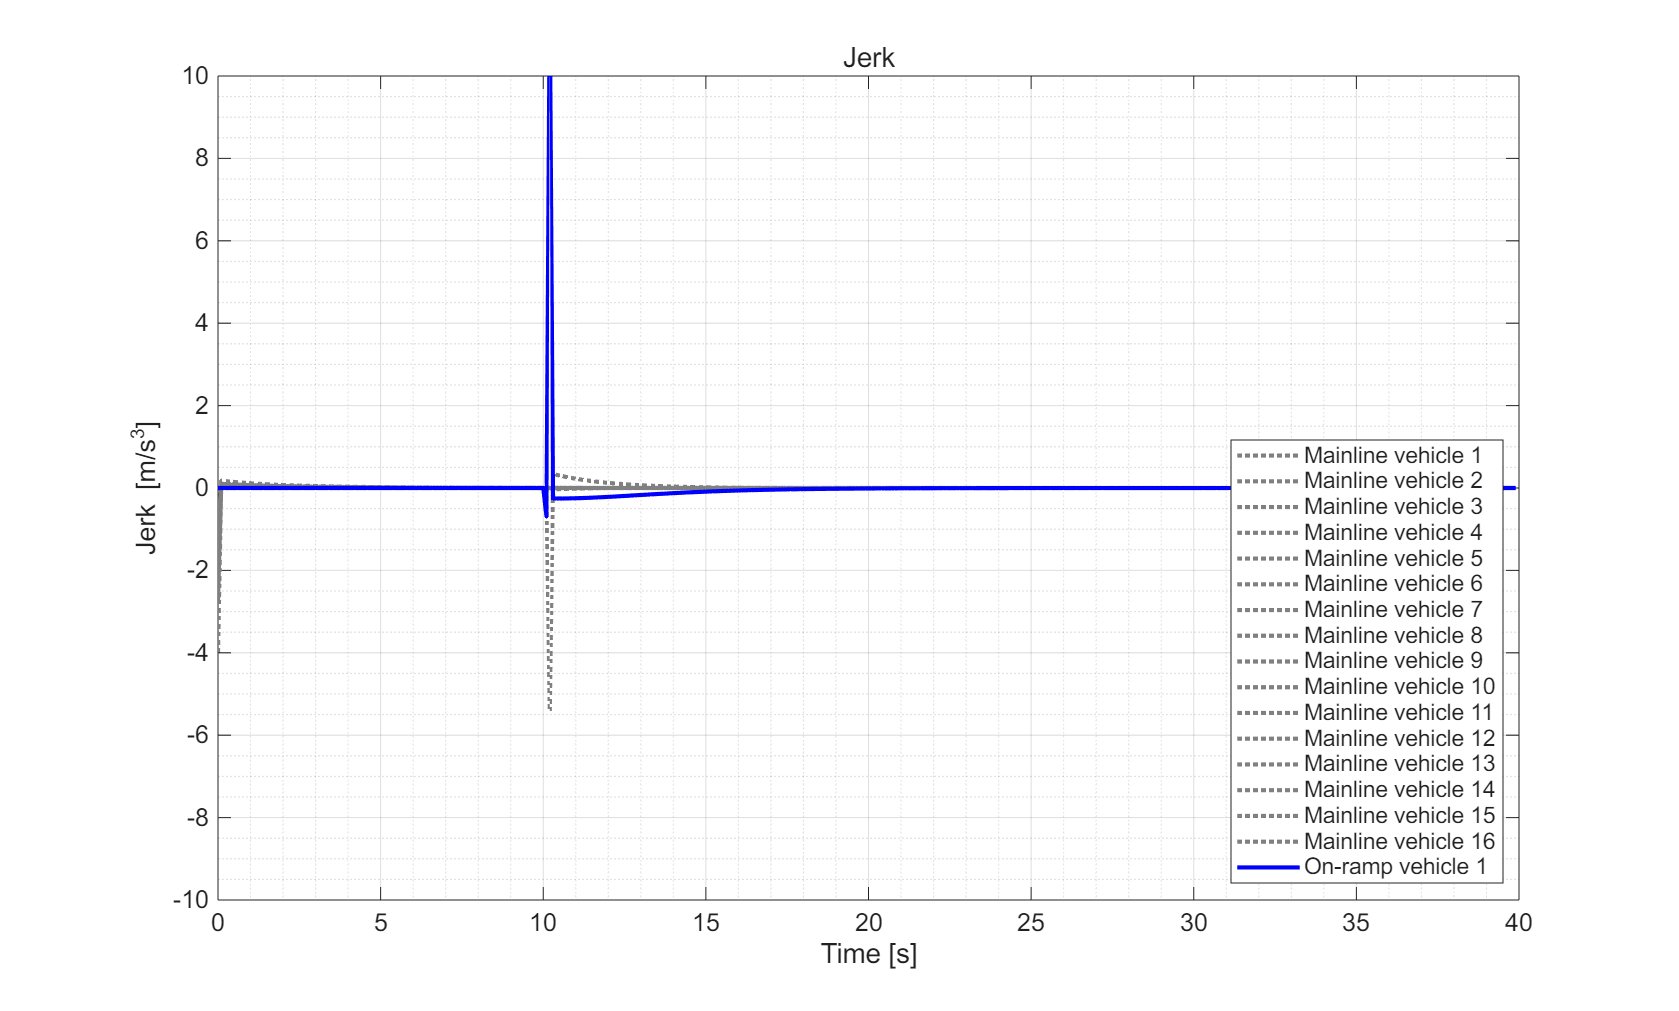 Jerk
10
8
6
4
2
0
-2
-4
-6
-8
-10
Jerk [m/s³]
0 5 10 15 20 25 30 35 40
Time [s]
Mainline vehicle 1
Mainline vehicle 2
Mainline vehicle 3
Mainline vehicle 4
Mainline vehicle 5
Mainline vehicle 6
Mainline vehicle 7
Mainline vehicle 8
Mainline vehicle 9
Mainline vehicle 10
Mainline vehicle 11
Mainline vehicle 12
Mainline vehicle 13
Mainline vehicle 14
Mainline vehicle 15
Mainline vehicle 16
On-ramp vehicle 1